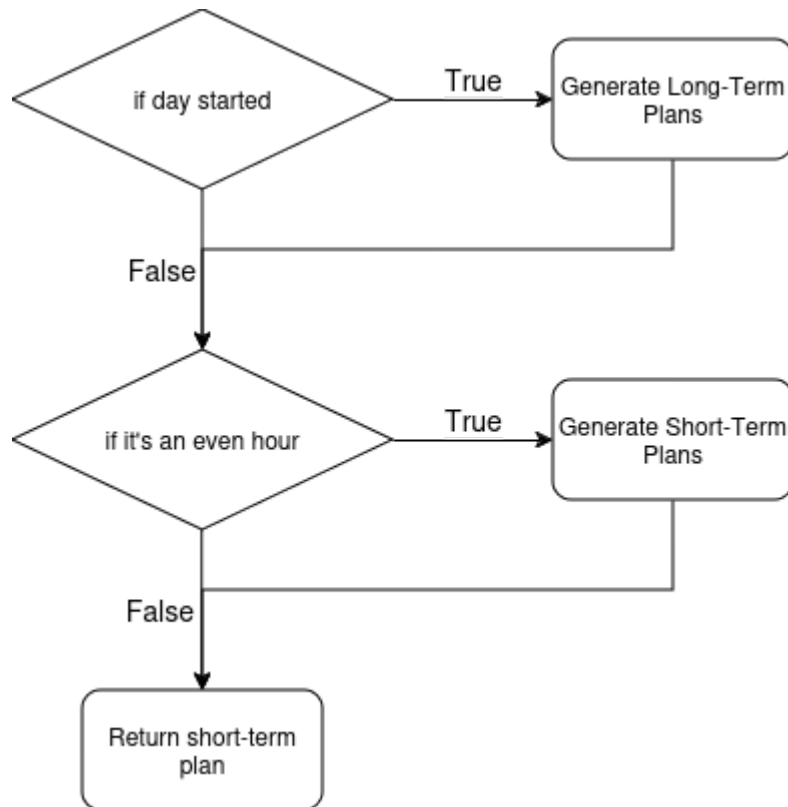 if day started
True
Generate Long-Term
Plans
False
if it's an even hour
True
Generate Short-Term
Plans
False
Return short-term
plan